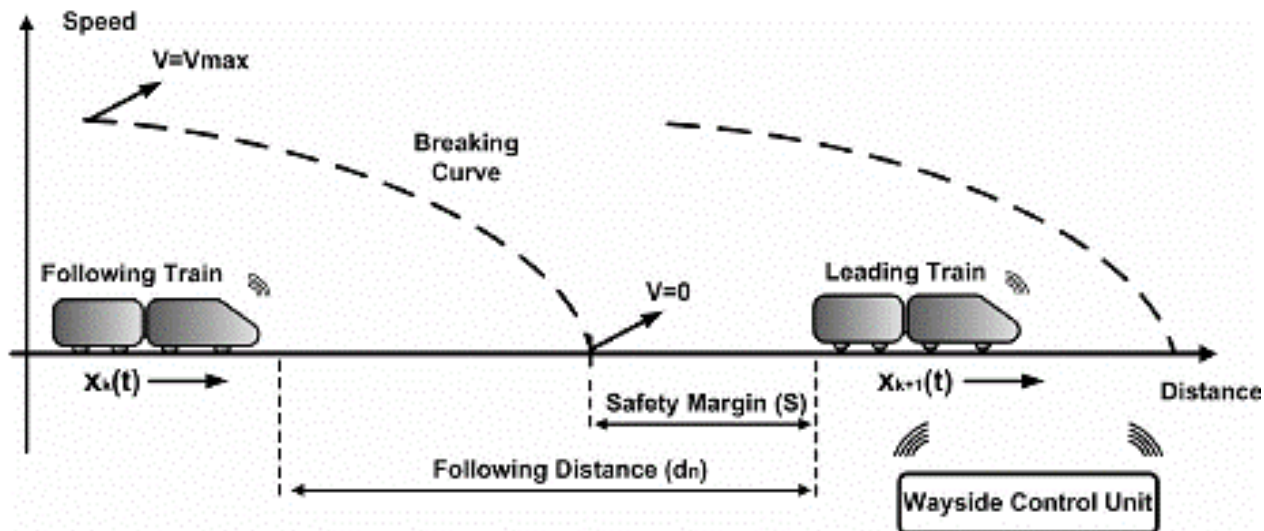 Speed
V=Vmax
Breaking
Curve
Following Train
Leading Train
V=0
xk(t)
xk+1(t)
Distance
Safety Margin (S)
Following Distance (dn)
Wayside Control Unit